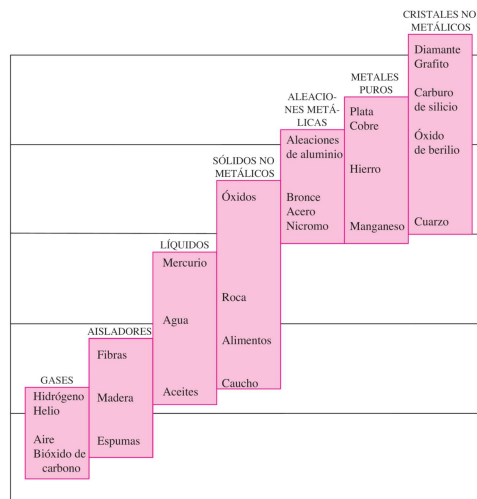 CRISTALES NO
METÁLICOS
Diamante
Grafito
Carburo
de silicio
Óxido
de berilio
Cuarzo
METALES
PUROS
Plata
Cobre
Hierro
Manganeso
ALEACIO-
NES METÁ-
LICAS
Aleaciones
de aluminio
Bronce
Acero
Nicromo
SÓLIDOS NO
METÁLICOS
Óxidos
Roca
Alimentos
Caucho
LÍQUIDOS
Mercurio
Agua
Aceites
AISLADORES
Fibras
Madera
Espumas
GASES
Hidrógeno
Helio
Aire
Bióxido de
carbono